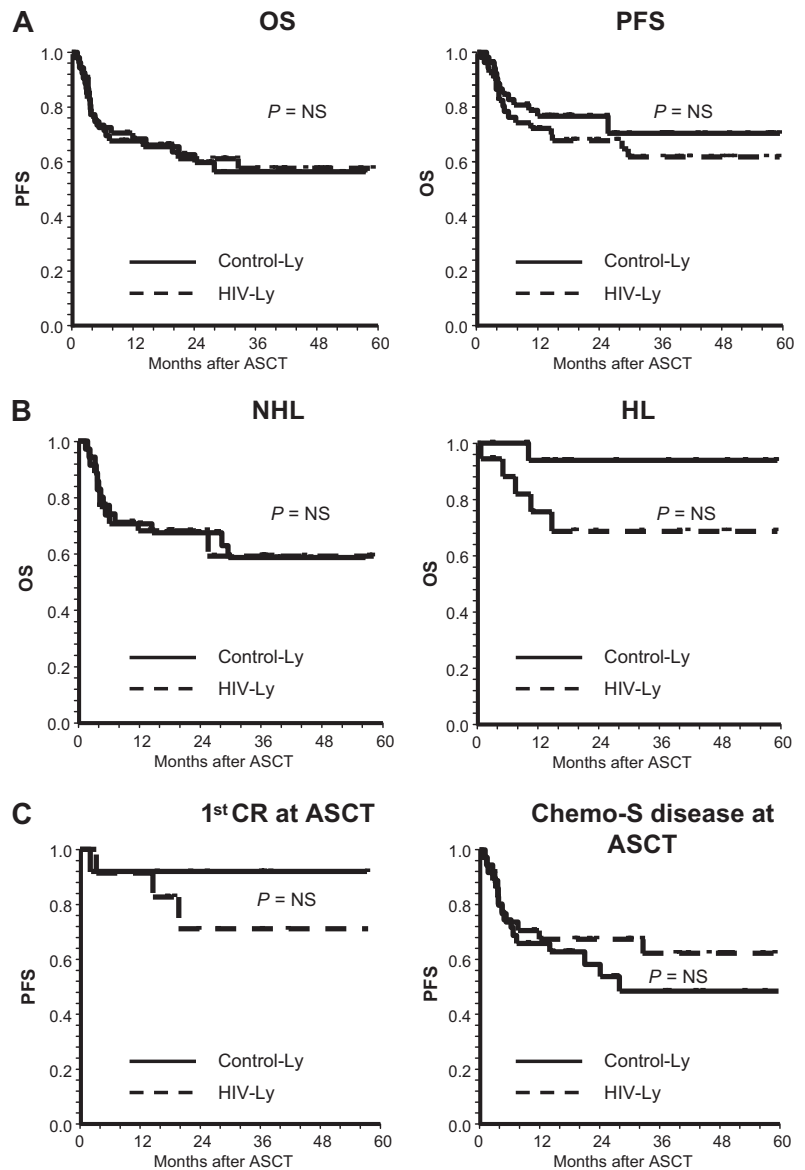 A
OS
PFS
1.0
0.8
0.6
0.4
0.2
0.0
PFS
P = NS
Control-Ly
HIV-Ly
0 12 24 36 48 60
Months after ASCT
1.0
0.8
0.6
0.4
0.2
0.0
OS
P = NS
Control-Ly
HIV-Ly
0 12 24 36 48 60
Months after ASCT
B
NHL
HL
1.0
0.8
0.6
0.4
0.2
0.0
OS
P = NS
Control-Ly
HIV-Ly
0 12 24 36 48 60
Months after ASCT
1.0
0.8
0.6
0.4
0.2
0.0
OS
P = NS
Control-Ly
HIV-Ly
0 12 24 36 48 60
Months after ASCT
C
1st CR at ASCT
Chemo-S disease at
ASCT
1.0
0.8
0.6
0.4
0.2
0.0
PFS
P = NS
Control-Ly
HIV-Ly
0 12 24 36 48 60
Months after ASCT
1.0
0.8
0.6
0.4
0.2
0.0
PFS
P = NS
Control-Ly
HIV-Ly
0 12 24 36 48 60
Months after ASCT